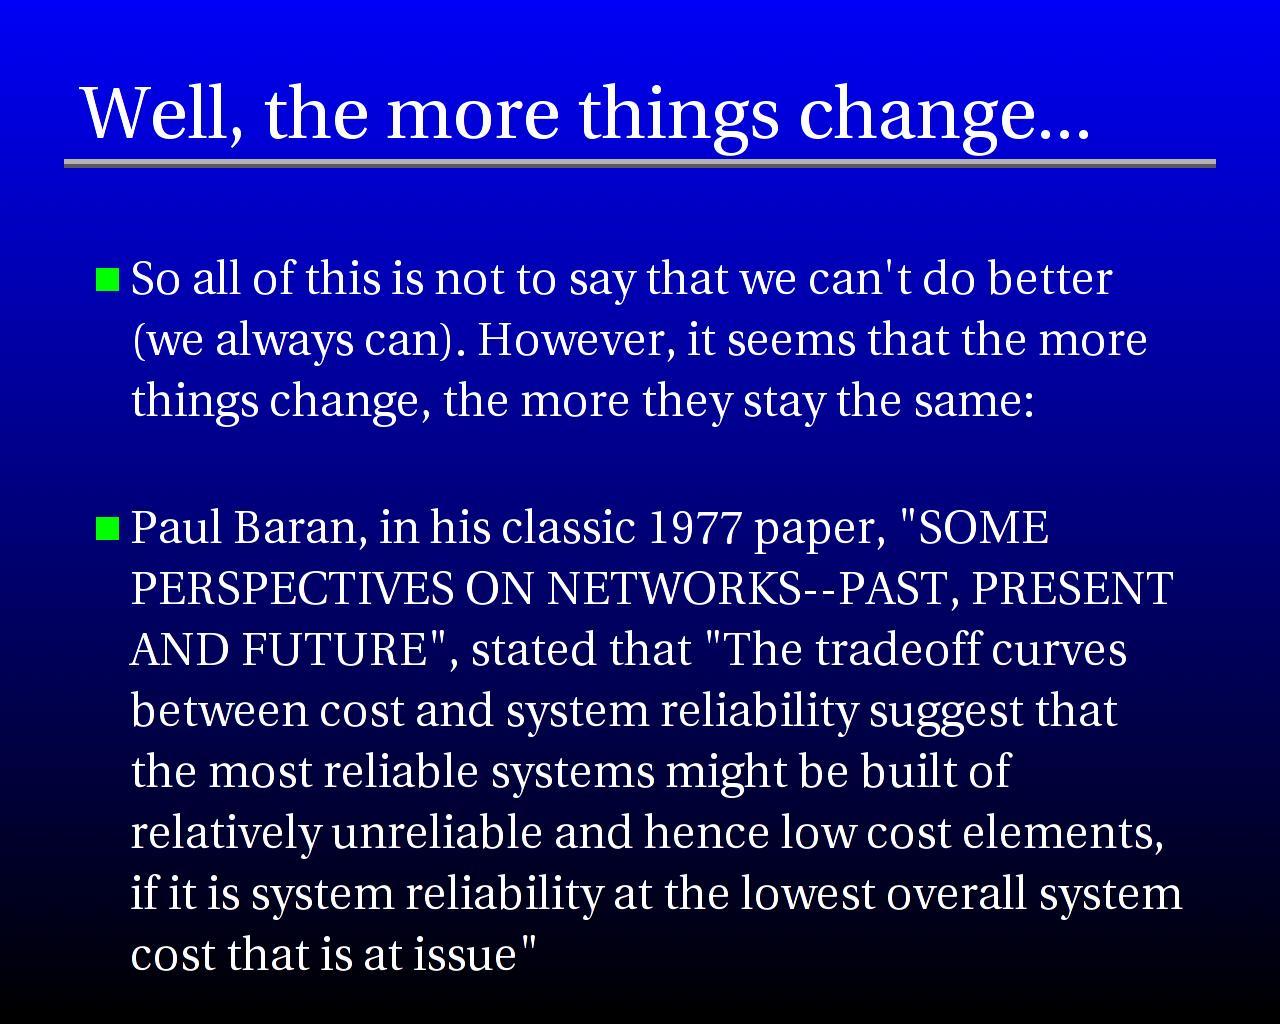 Well, the more things change...
So all of this is not to say that we can't do better
(we always can). However, it seems that the more
things change, the more they stay the same:
Paul Baran, in his classic 1977 paper, "SOME
PERSPECTIVES ON NETWORKS--PAST, PRESENT
AND FUTURE", stated that "The tradeoff curves
between cost and system reliability suggest that
the most reliable systems might be built of
relatively unreliable and hence low cost elements,
if it is system reliability at the lowest overall system
cost that is at issue"